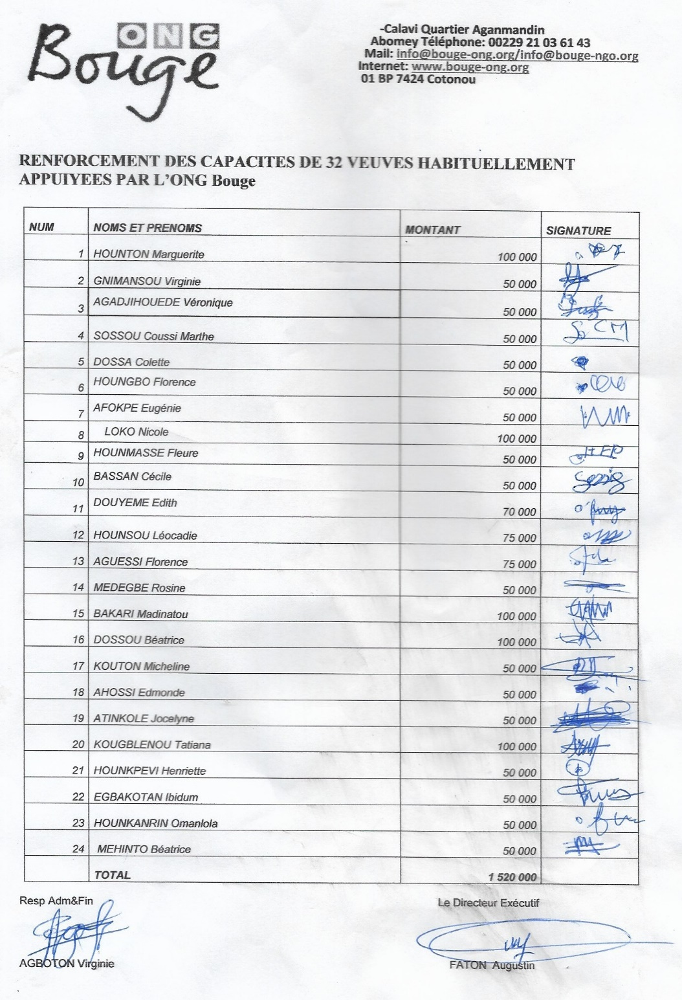 ONG
Bouge
-Calavi Quartier Aganmandin
Abomey Téléphone: 00229 21 03 61 43
Mail: info@bouge-ong.org/info@bouge-ngo.org
Internet: www.bouge-ong.org
01 BP 7424 Cotonou
RENFORCEMENT DES CAPACITES DE 32 VEUVES HABITUELLEMENT
APPUIYEES PAR L'ONG Bouge
NUM NOMS ET PRENOMS MONTANT SIGNATURE
1 HOUNTON Marguerite 100 000
2 GNIMANSOU Virginie 50 000
3 AGADJIHOUEDE Véronique 50 000
4 SOSSOU Coussi Marthe 50 000
5 DOSSA Colette 50 000
6 HOUNGBO Florence 50 000
7 AFOKPE Eugénie 50 000
8 LOKO Nicole 100 000
9 HOUNMASSE Fleure 50 000
10 BASSAN Cécile 50 000
11 DOUYEME Edith 70 000
12 HOUNSOU Léocadie 75 000
13 AGUESSI Florence 75 000
14 MEDEGBE Rosine 50 000
15 BAKARI Madinatou 100 000
16 DOSSOU Béatrice 100 000
17 KOUTON Micheline 50 000
18 AHOSSI Edmonde 50 000
19 ATINKOLE Jocelyne 50 000
20 KOUGBLENOU Tatiana 100 000
21 HOUNKPEVI Henriette 50 000
22 EGBAKOTAN Ibidum 50 000
23 HOUNKANRIN Omanlola 50 000
24 MEHINTO Béatrice 50 000
TOTAL 1 520 000
Resp Adm&Fin Le Directeur Exécutif
AGBOTON Virginie FATON Augustin